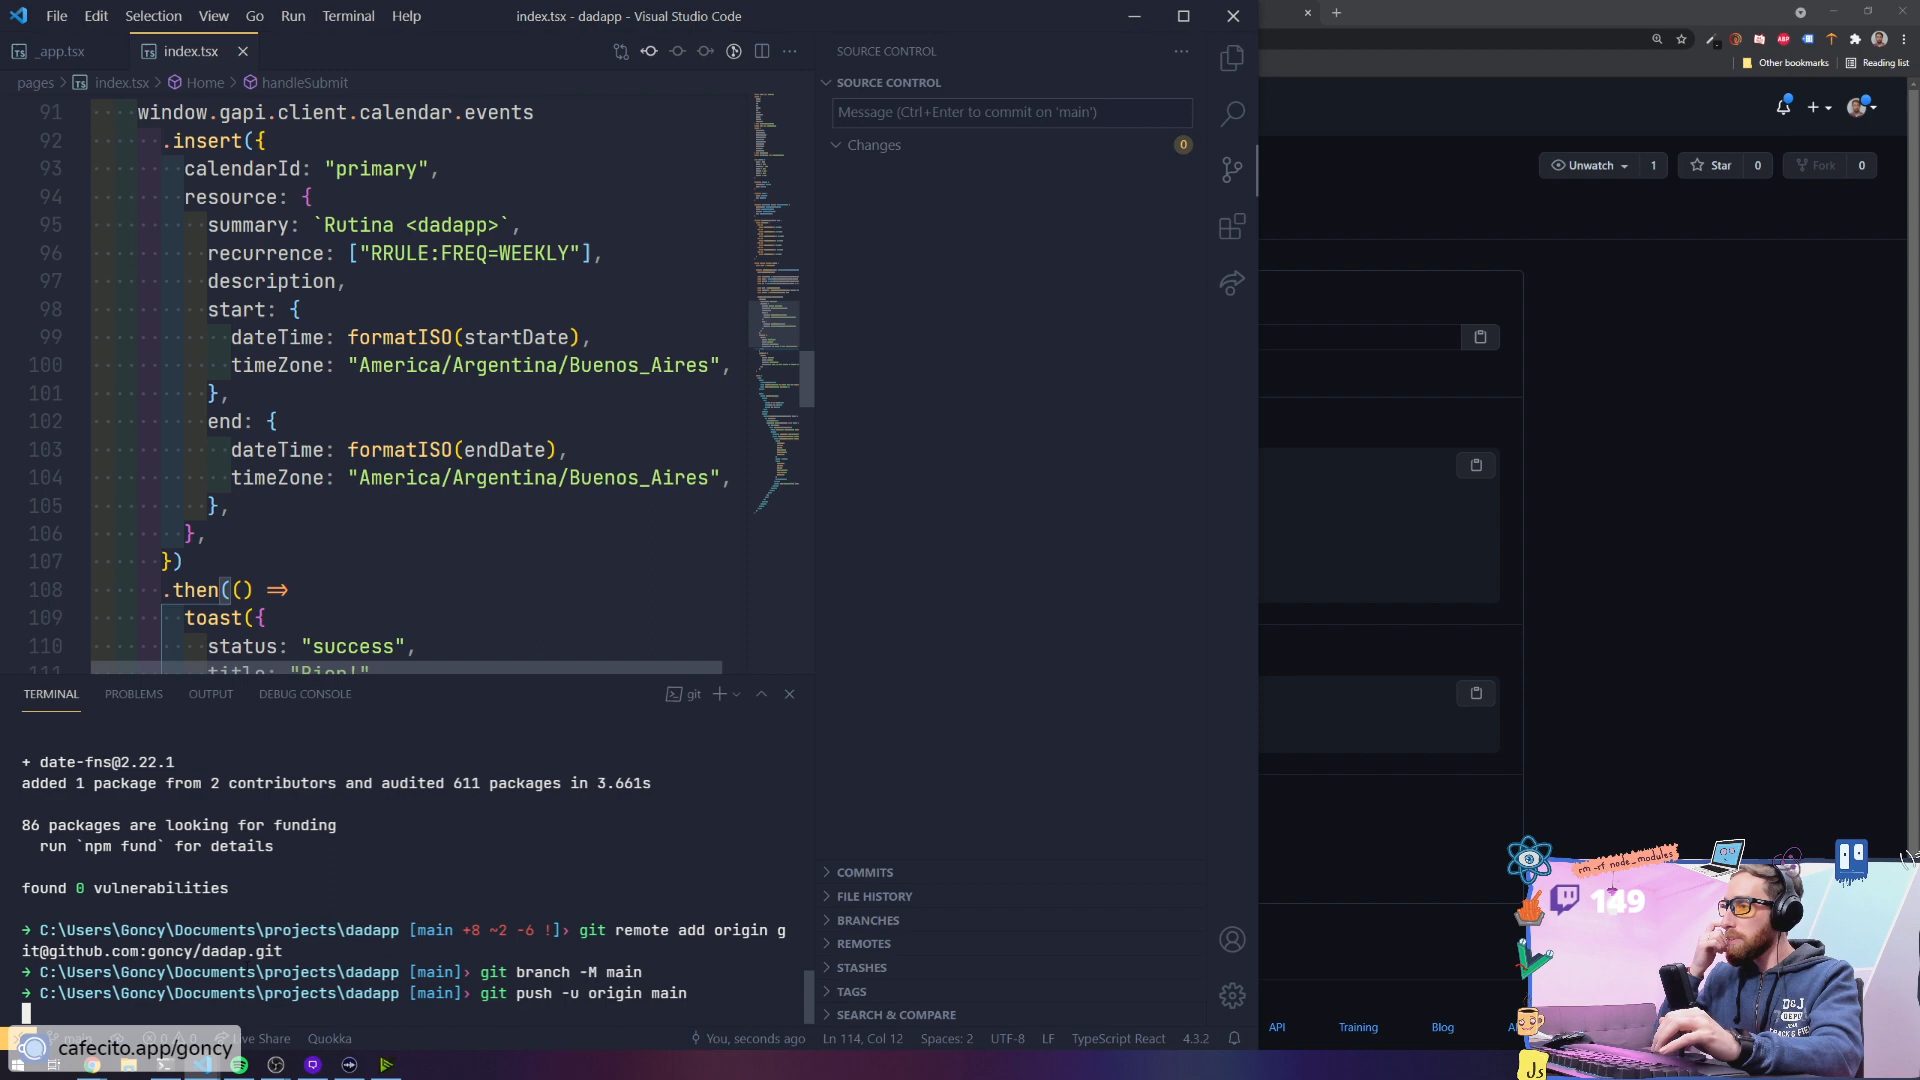 File Edit Selection View Go Run Terminal Help
index.tsx - dadapp - Visual Studio Code
_app.tsx
index.tsx
pages > index.tsx > Home > handleSubmit
91 window.gapi.client.calendar.events
92 .insert({
93 calendarId: "primary",
94 resource: {
95 summary: `Rutina <dadapp>`,
96 recurrence: ["RRULE:FREQ=WEEKLY"],
97 description,
98 start: {
99 dateTime: formatISO(startDate),
100 timeZone: "America/Argentina/Buenos_Aires",
101 },
102 end: {
103 dateTime: formatISO(endDate),
104 timeZone: "America/Argentina/Buenos_Aires",
105 },
106 },
107 })
108 .then(() =>
109 toast({
110 status: "success",
111 title: "Bien!"
TERMINAL PROBLEMS OUTPUT DEBUG CONSOLE
git
+ date-fns@2.22.1
added 1 package from 2 contributors and audited 611 packages in 3.661s
86 packages are looking for funding
run `npm fund` for details
found 0 vulnerabilities
C:\Users\Goncy\Documents\projects\dadapp [main +8 ~2 -6 !]› git remote add origin g
it@github.com:goncy/dadap.git
C:\Users\Goncy\Documents\projects\dadapp [main]› git branch -M main
C:\Users\Goncy\Documents\projects\dadapp [main]› git push -u origin main
SOURCE CONTROL
SOURCE CONTROL
Message (Ctrl+Enter to commit on 'main')
Changes
0
COMMITS
FILE HISTORY
BRANCHES
REMOTES
STASHES
TAGS
SEARCH & COMPARE
Live Share
Quokka
You, seconds ago
Ln 114, Col 12
Spaces: 2
UTF-8
LF
TypeScript React
4.3.2
cafecito.app/goncy
Other bookmarks
Reading list
ABP
Unwatch 1
Star 0
Fork 0
API
Training
Blog
rm -rf node_modules
149
D&J
DEPO
TRACK & FIELD
JS